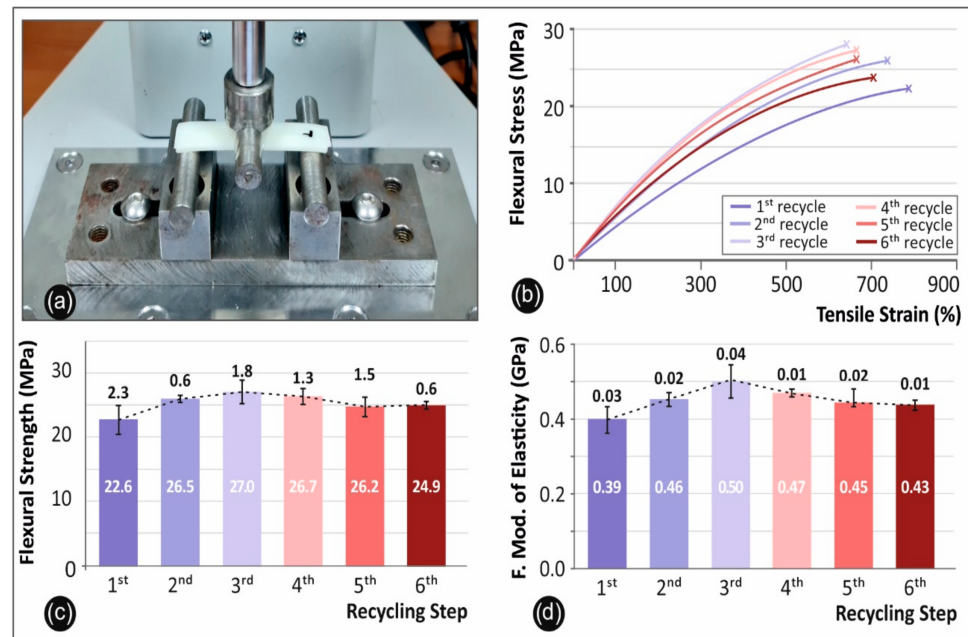 (a)
Flexural Stress (MPa)
30
20
10
0
100
300
500
700
900
Tensile Strain (%)
1st recycle
2nd recycle
3rd recycle
4th recycle
5th recycle
6th recycle
(b)
Flexural Strength (MPa)
30
20
10
0
2.3
0.6
1.8
1.3
1.5
0.6
22.6
26.5
27.0
26.7
26.2
24.9
1st
2nd
3rd
4th
5th
6th
Recycling Step
(c)
F. Mod. of Elasticity (GPa)
0.6
0.4
0.2
0.0
0.03
0.02
0.04
0.01
0.02
0.01
0.39
0.46
0.50
0.47
0.45
0.43
1st
2nd
3rd
4th
5th
6th
Recycling Step
(d)